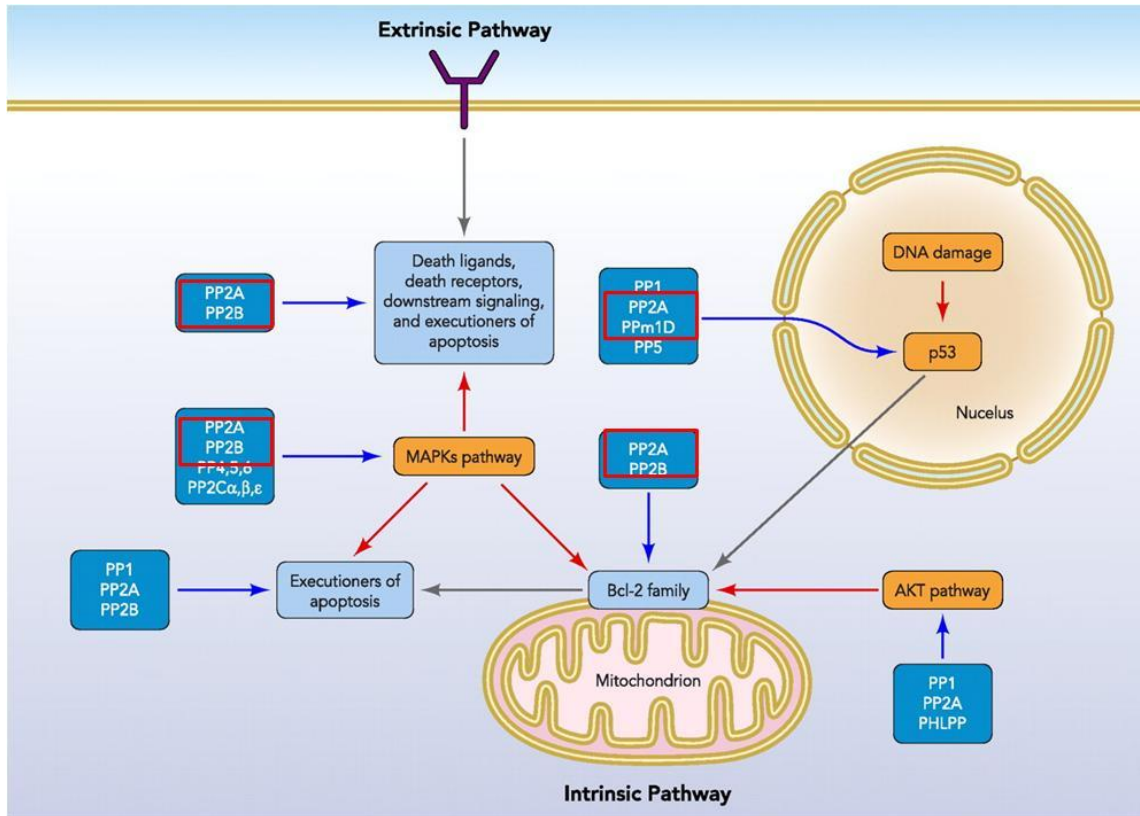 Extrinsic Pathway
Death ligands,
death receptors,
downstream signaling,
and executioners of
apoptosis
PP2A
PP2B
PP1
PP2A
PPm1D
PP5
DNA damage
p53
Nucelus
PP2A
PP2B
PP4,5,6
PP2Cα,β,ε
MAPKs pathway
PP2A
PP2B
PP1
PP2A
PP2B
Executioners of
apoptosis
Bcl-2 family
AKT pathway
Mitochondrion
PP1
PP2A
PHLPP
Intrinsic Pathway